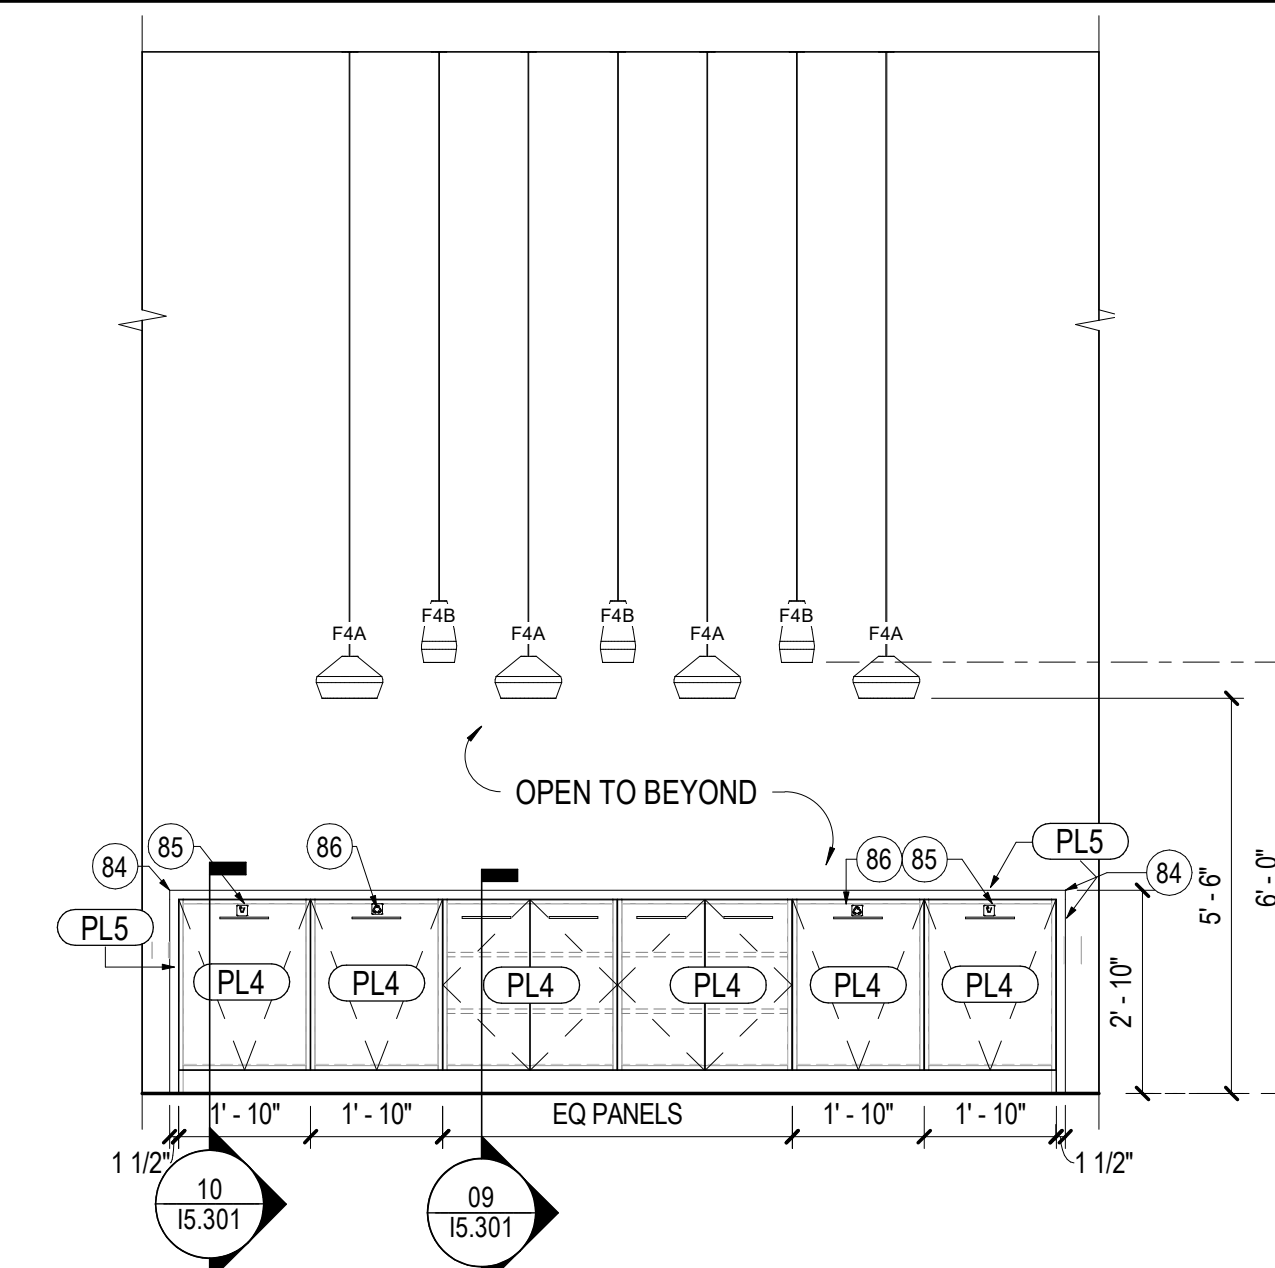 F4B F4B F4B
F4A F4A F4A F4A
OPEN TO BEYOND
85 86 86 85 PL5
84 84
PL5
PL4 PL4 PL4 PL4 PL4 PL4
2' - 10"
5' - 6"
6' - 0"
1' - 10" 1' - 10" EQ PANELS 1' - 10" 1' - 10"
1 1/2" 1 1/2"
10
I5.301
09
I5.301